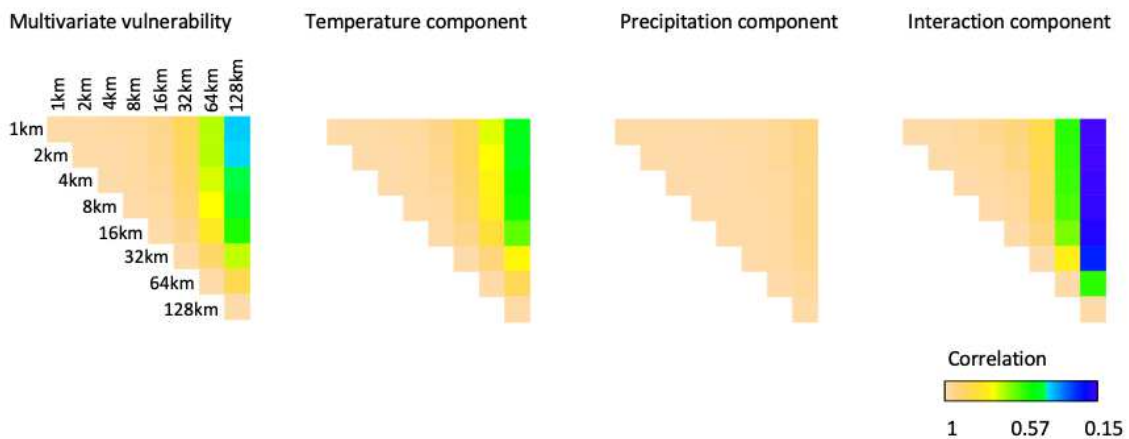 Multivariate vulnerability
Temperature component
Precipitation component
Interaction component
1km
2km
4km
8km
16km
32km
64km
128km
1km
2km
4km
8km
16km
32km
64km
128km
Correlation
1 0.57 0.15